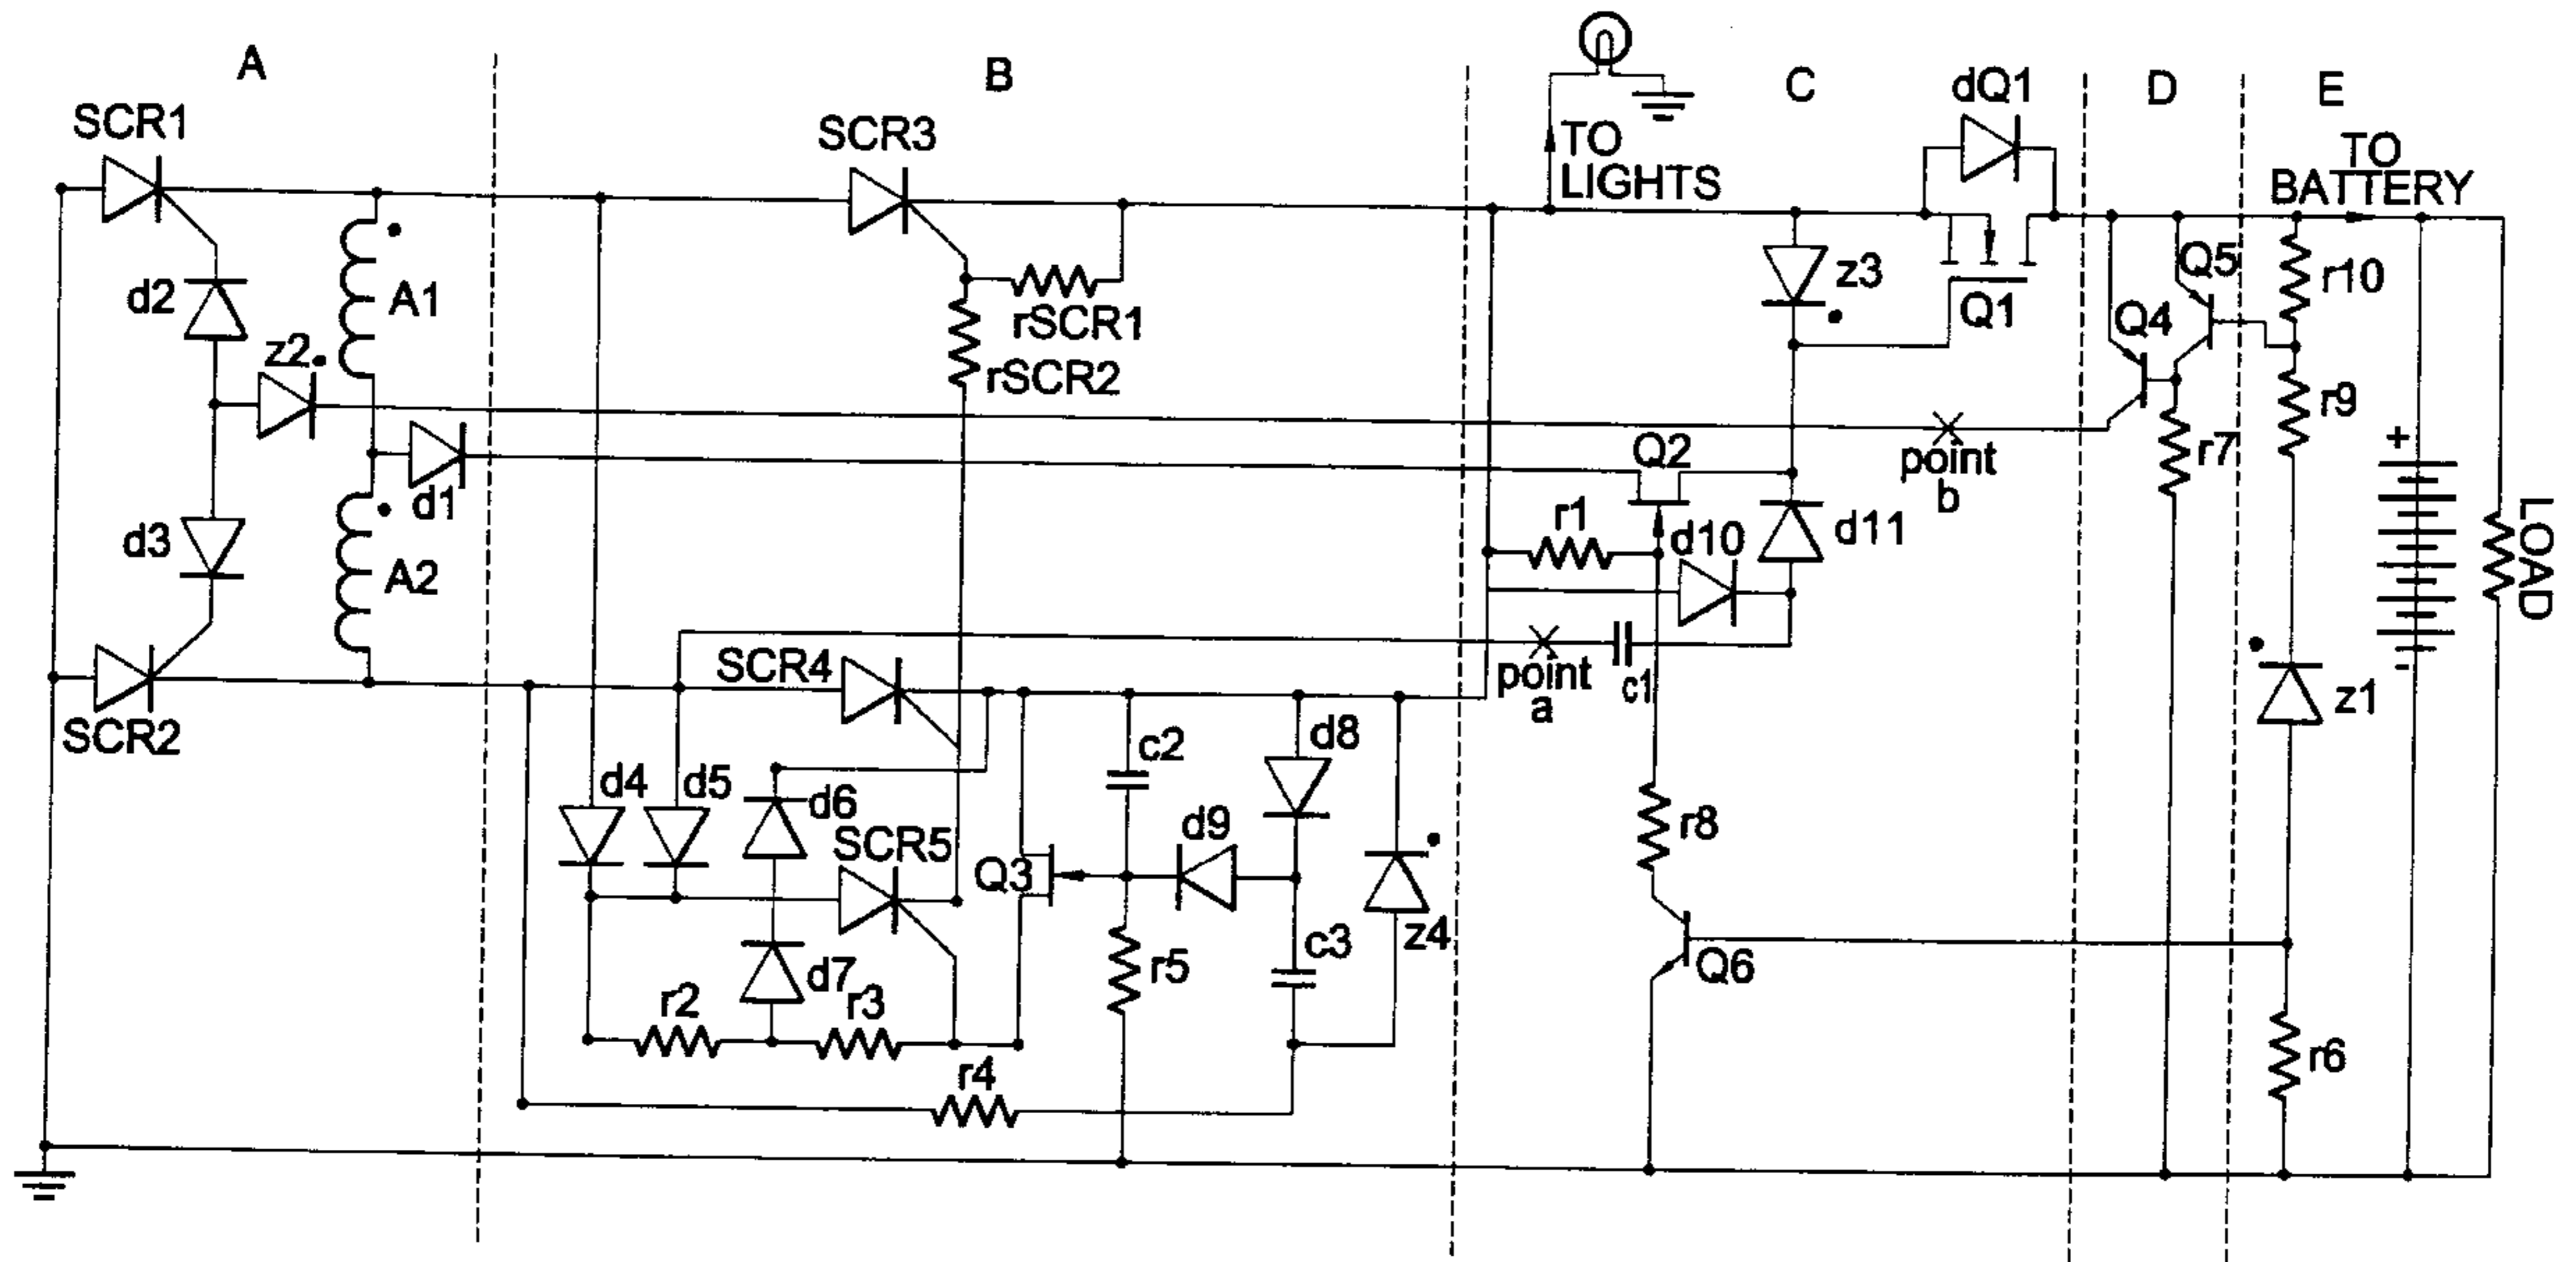 A
B
C
D
E
SCR1
SCR3
TO
LIGHTS
dQ1
TO
BATTERY
d2
A1
z2
rSCR1
rSCR2
z3
Q1
Q5
Q4
r10
r9
d1
Q2
point
b
r7
+
d3
A2
r1
d10
d11
LOAD
SCR2
SCR4
point
a
c1
-
z1
d4
d5
d6
SCR5
c2
d8
d9
Q3
r8
z4
d7
r2
r3
r5
c3
Q6
r4
r6